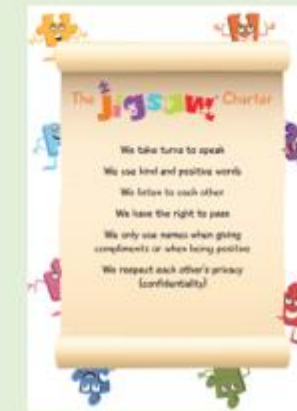 The Jigsaw Charter
We take turns to speak
We use kind and positive words
We listen to each other
We have the right to pass
We only use names when giving
compliments or when being positive
We respect each other's privacy
(confidentiality)